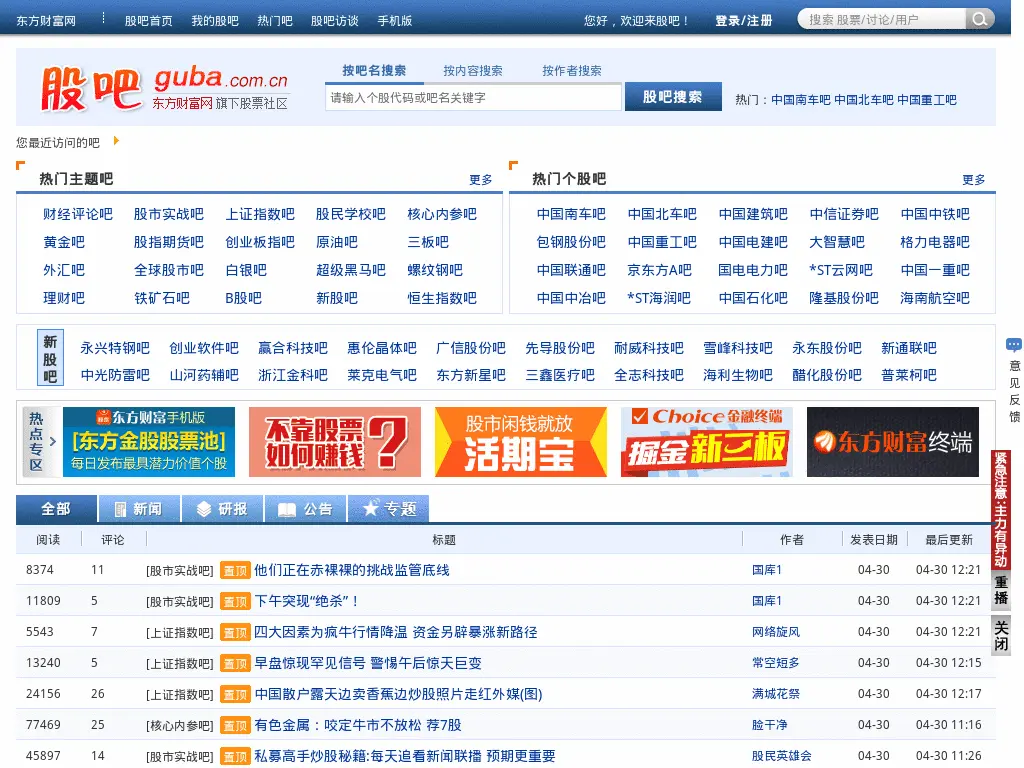 东方财富网 股吧首页 我的股吧 热门吧 股吧访谈 手机版 您好，欢迎来股吧！ 登录/注册 搜索 股票/讨论/用户
股吧 guba.com.cn
东方财富网 旗下股票社区
按吧名搜索 按内容搜索 按作者搜索
请输入个股代码或吧名关键字 股吧搜索 热门：中国南车吧 中国北车吧 中国重工吧
您最近访问的吧
热门主题吧 更多
财经评论吧 股市实战吧 上证指数吧 股民学校吧 核心内参吧
黄金吧 股指期货吧 创业板指吧 原油吧 三板吧
外汇吧 全球股市吧 白银吧 超级黑马吧 螺纹钢吧
理财吧 铁矿石吧 B股吧 新股吧 恒生指数吧
热门个股吧 更多
中国南车吧 中国北车吧 中国建筑吧 中信证券吧 中国中铁吧
包钢股份吧 中国重工吧 中国电建吧 大智慧吧 格力电器吧
中国联通吧 京东方A吧 国电电力吧 *ST云网吧 中国一重吧
中国中冶吧 *ST海润吧 中国石化吧 隆基股份吧 海南航空吧
新股吧
永兴特钢吧 创业软件吧 赢合科技吧 惠伦晶体吧 广信股份吧 先导股份吧 耐威科技吧 雪峰科技吧 永东股份吧 新通联吧
中光防雷吧 山河药辅吧 浙江金科吧 莱克电气吧 东方新星吧 三鑫医疗吧 全志科技吧 海利生物吧 醋化股份吧 普莱柯吧
意见反馈
热点专区
东方财富手机版
[东方金股股票池]
每日发布最具潜力价值个股
不靠股票
如何赚钱？
股市闲钱就放
活期宝
Choice金融终端
掘金新三板
东方财富终端
紧急注意：主力有异动
重播
关闭
全部 新闻 研报 公告 专题
阅读 评论 标题 作者 发表日期 最后更新
8374 11 [股市实战吧] 置顶 他们正在赤裸裸的挑战监管底线 国库1 04-30 04-30 12:21
11809 5 [股市实战吧] 置顶 下午突现“绝杀”！ 国库1 04-30 04-30 12:21
5543 7 [上证指数吧] 置顶 四大因素为疯牛行情降温 资金另辟暴涨新路径 网络旋风 04-30 04-30 12:21
13240 5 [上证指数吧] 置顶 早盘惊现罕见信号 警惕午后惊天巨变 常空短多 04-30 04-30 12:15
24156 26 [上证指数吧] 置顶 中国散户露天边卖香蕉边炒股照片走红外媒(图) 满城花祭 04-30 04-30 12:17
77469 25 [核心内参吧] 置顶 有色金属：咬定牛市不放松 荐7股 脸干净 04-30 04-30 11:16
45897 14 [股市实战吧] 置顶 私募高手炒股秘籍:每天追看新闻联播 预期更重要 股民英雄会 04-30 04-30 11:26